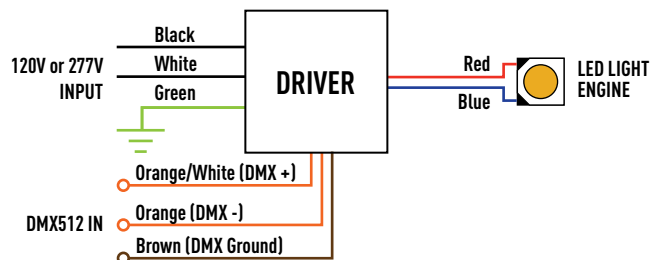 Black
120V or 277V
INPUT
White
Green
DRIVER
Red
Blue
LED LIGHT
ENGINE
Orange/White (DMX +)
DMX512 IN
Orange (DMX -)
Brown (DMX Ground)